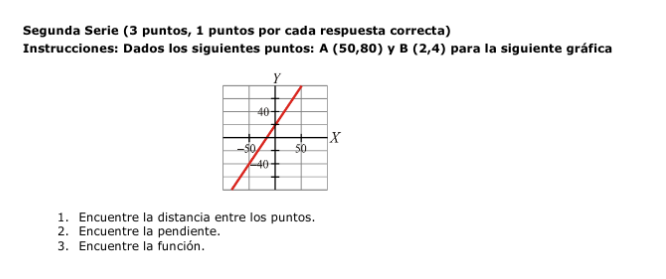 Segunda Serie (3 puntos, 1 puntos por cada respuesta correcta)
Instrucciones: Dados los siguientes puntos: A (50,80) y B (2,4) para la siguiente gráfica
Y
40
X
−50
50
−40
1. Encuentre la distancia entre los puntos.
2. Encuentre la pendiente.
3. Encuentre la función.